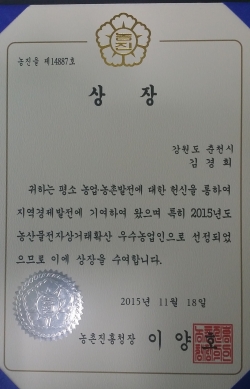 농진
농진을 제14887호
상장
강원도 춘천시
김경희
귀하는 평소 농업농촌발전에 대한 헌신을 통하여
지역경제발전에 기여하여 왔으며 특히 2015년도
농산물전자상거래확산 우수농업인으로 선정되었
으므로 이에 상장을 수여합니다.
2015년 11월 18일
농촌진흥청장 이양호